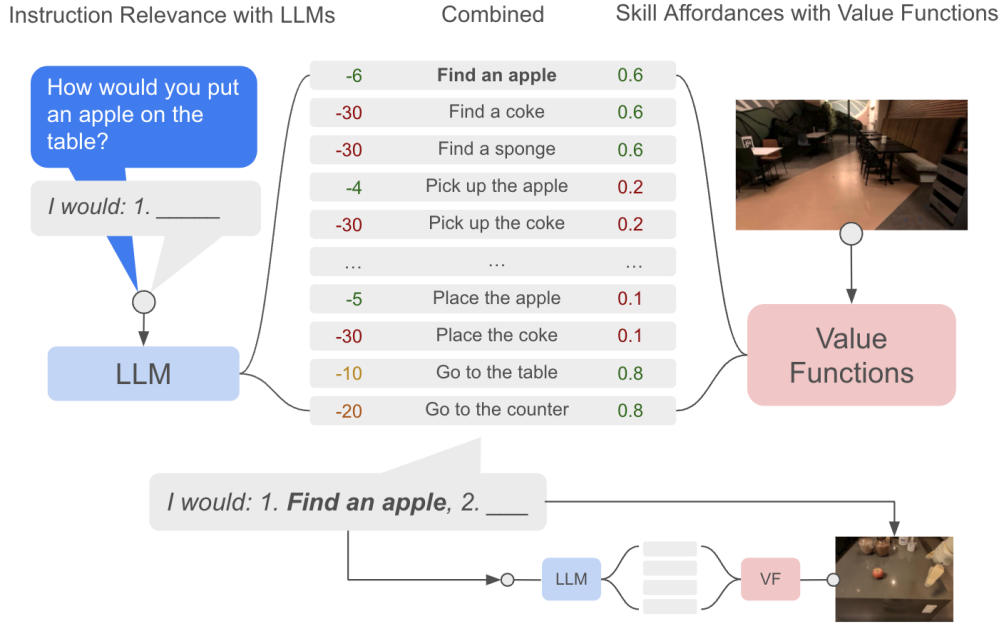 Instruction Relevance with LLMs
Combined
Skill Affordances with Value Functions
How would you put
an apple on the
table?
I would: 1. _____
LLM
-6 Find an apple 0.6
-30 Find a coke 0.6
-30 Find a sponge 0.6
-4 Pick up the apple 0.2
-30 Pick up the coke 0.2
... ... ...
-5 Place the apple 0.1
-30 Place the coke 0.1
-10 Go to the table 0.8
-20 Go to the counter 0.8
Value
Functions
I would: 1. Find an apple, 2. ___
LLM
VF